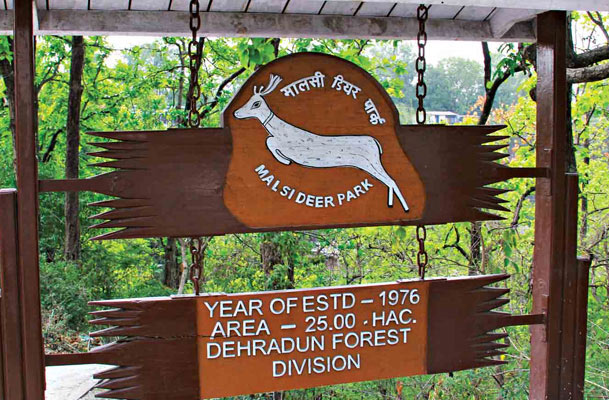 मालसी डियर पार्क
MALSI DEER PARK
YEAR OF ESTD – 1976
AREA – 25.00 HAC.
DEHRADUN FOREST
DIVISION